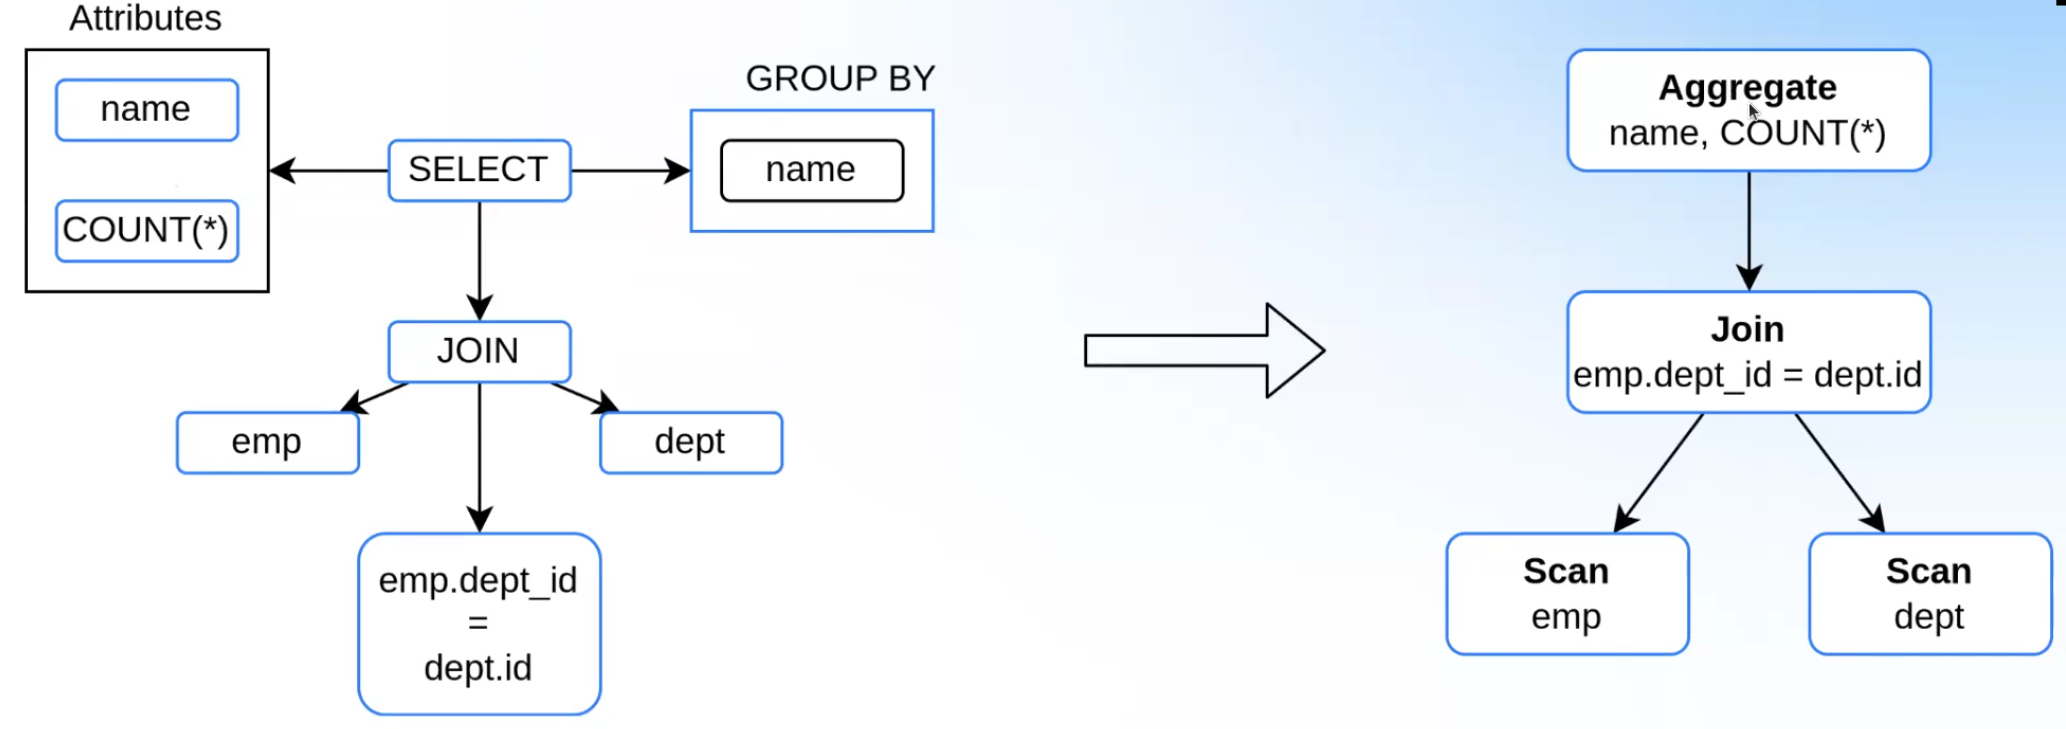 Attributes
name
COUNT(*)
SELECT
GROUP BY
name
JOIN
emp
dept
emp.dept_id
=
dept.id
Aggregate
name, COUNT(*)
Join
emp.dept_id = dept.id
Scan
emp
Scan
dept